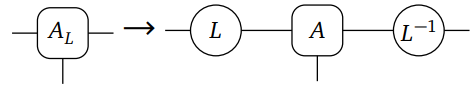 A_L → L A L^{-1}